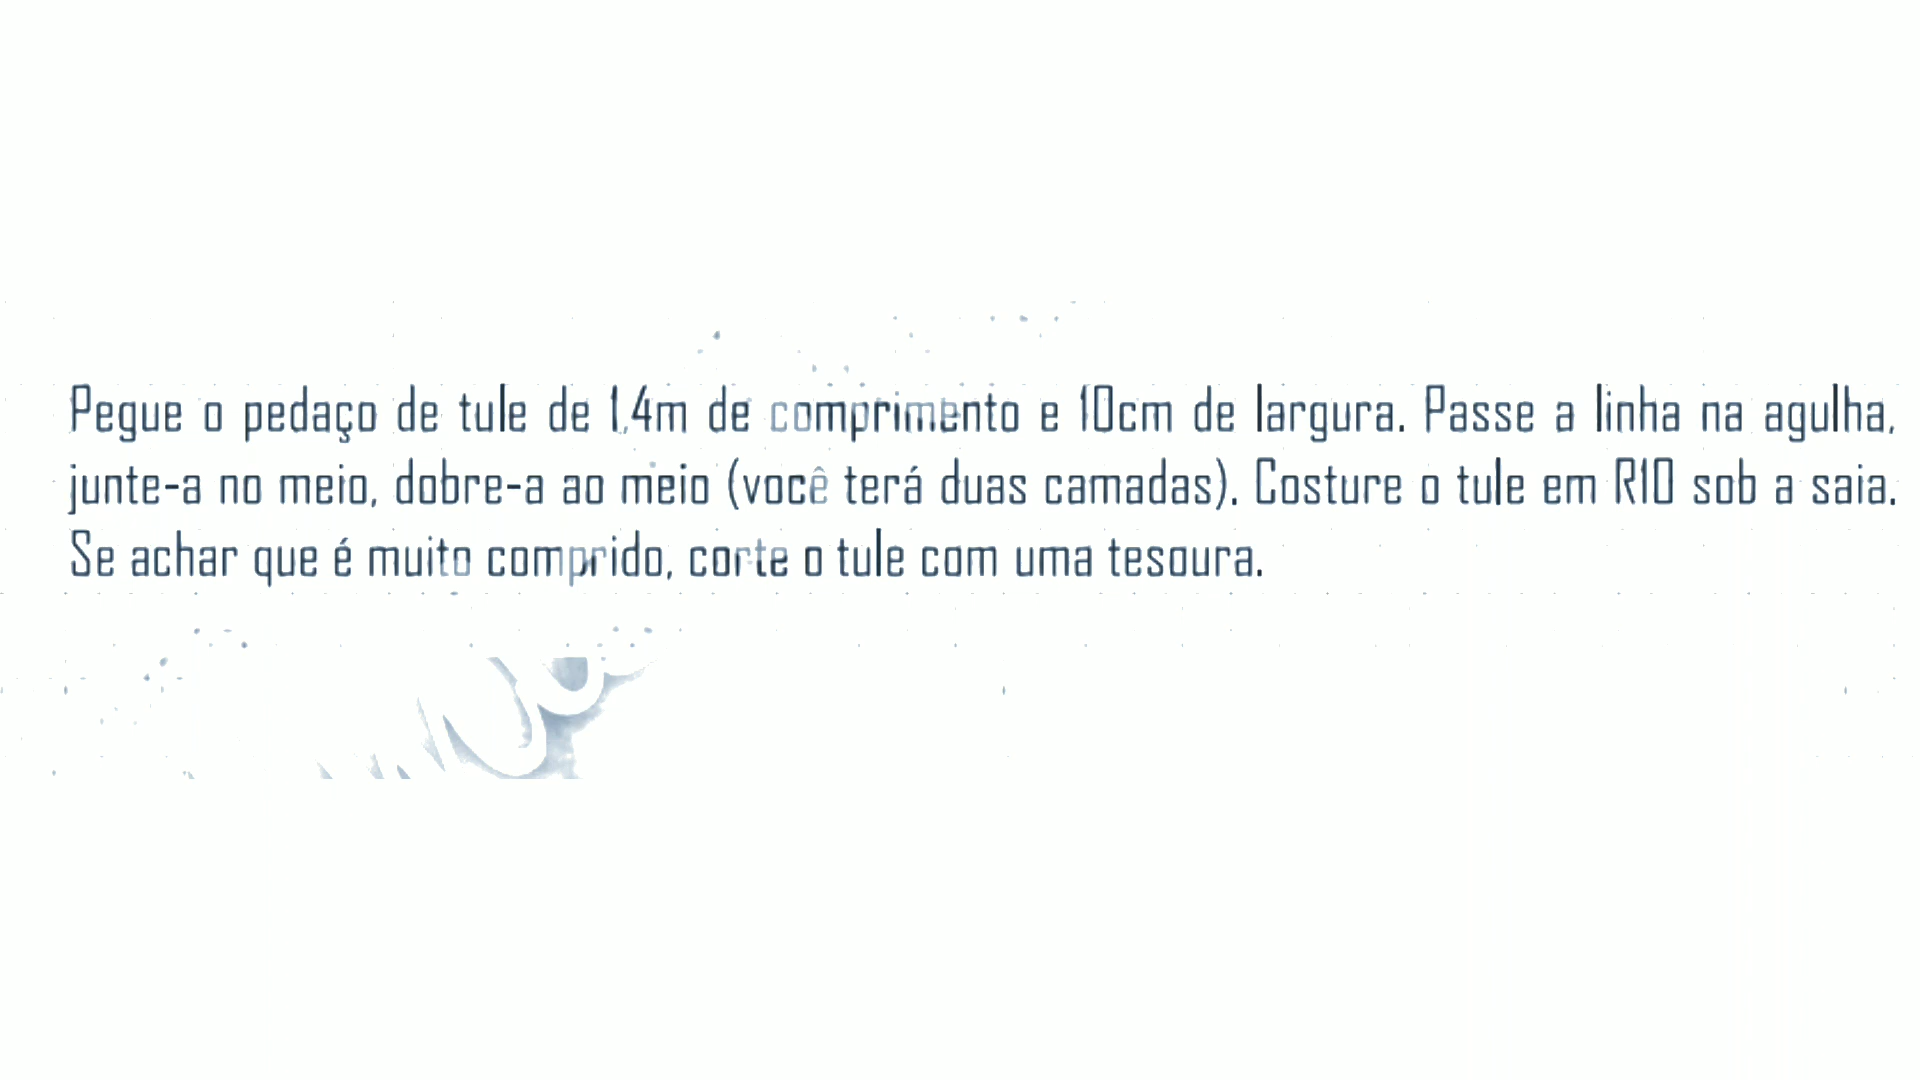 Pegue o pedaço de tule de 1,4m de comprimento e 10cm de largura. Passe a linha na agulha,
junte-a no meio, dobre-a ao meio (você terá duas camadas). Costure o tule em R10 sob a saia.
Se achar que é muito comprido, corte o tule com uma tesoura.